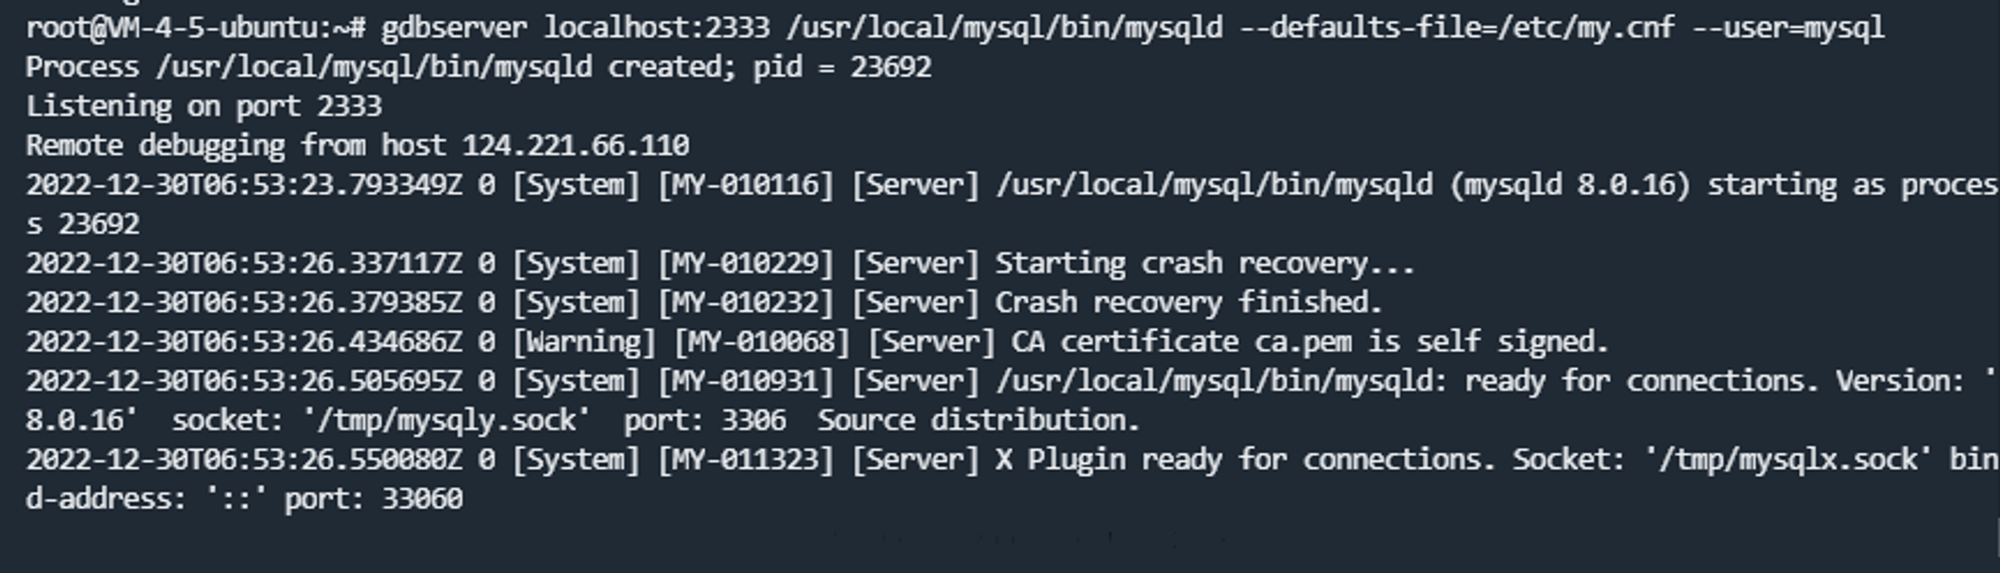 root@VM-4-5-ubuntu:~# gdbserver localhost:2333 /usr/local/mysql/bin/mysqld --defaults-file=/etc/my.cnf --user=mysql
Process /usr/local/mysql/bin/mysqld created; pid = 23692
Listening on port 2333
Remote debugging from host 124.221.66.110
2022-12-30T06:53:23.793349Z 0 [System] [MY-010116] [Server] /usr/local/mysql/bin/mysqld (mysqld 8.0.16) starting as proces
s 23692
2022-12-30T06:53:26.337117Z 0 [System] [MY-010229] [Server] Starting crash recovery...
2022-12-30T06:53:26.379385Z 0 [System] [MY-010232] [Server] Crash recovery finished.
2022-12-30T06:53:26.434686Z 0 [Warning] [MY-010068] [Server] CA certificate ca.pem is self signed.
2022-12-30T06:53:26.505695Z 0 [System] [MY-010931] [Server] /usr/local/mysql/bin/mysqld: ready for connections. Version: '
8.0.16'  socket: '/tmp/mysqly.sock'  port: 3306  Source distribution.
2022-12-30T06:53:26.550080Z 0 [System] [MY-011323] [Server] X Plugin ready for connections. Socket: '/tmp/mysqlx.sock' bin
d-address: '::' port: 33060